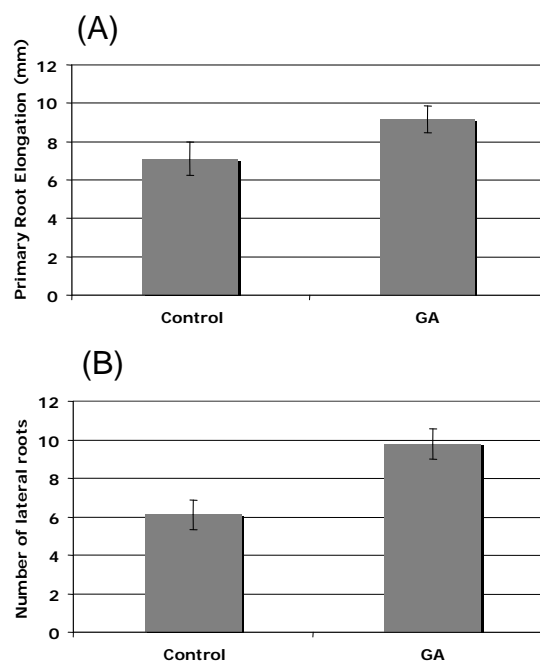 (A)
Primary Root Elongation (mm)
12
10
8
6
4
2
0
Control GA
(B)
Number of lateral roots
12
10
8
6
4
2
0
Control GA